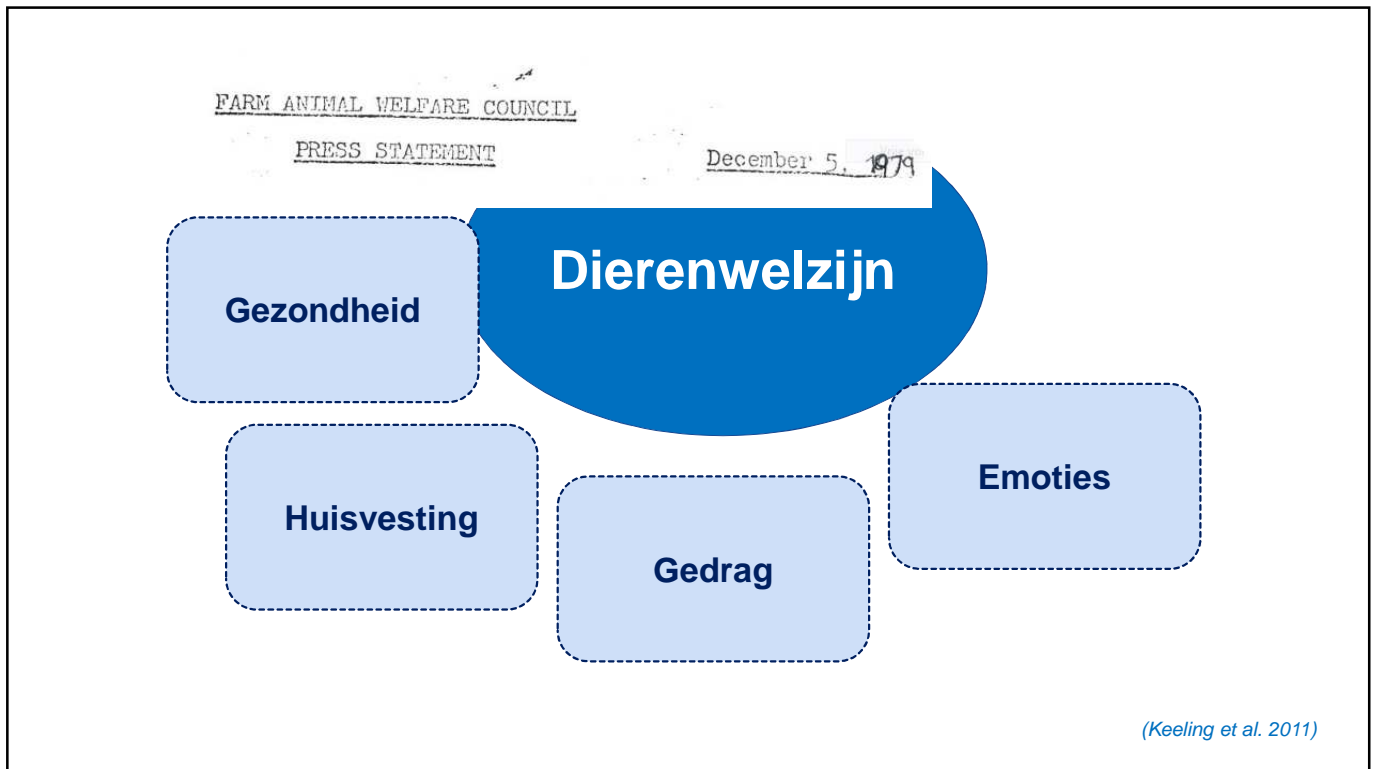 FARM ANIMAL WELFARE COUNCIL
PRESS STATEMENT
December 5, 1979
Dierenwelzijn
Gezondheid
Huisvesting
Gedrag
Emoties
(Keeling et al. 2011)